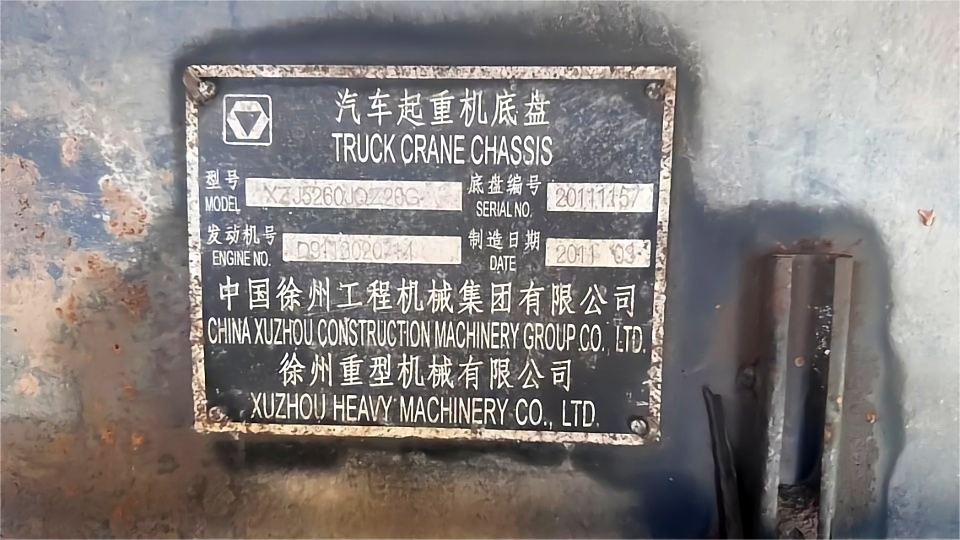 汽车起重机底盘
TRUCK CRANE CHASSIS
型号 MODEL XZJ5260JQZ20G
底盘编号 SERIAL NO. 20111157
发动机号 ENGINE NO.
制造日期 DATE 2011 03
中国徐州工程机械集团有限公司
CHINA XUZHOU CONSTRUCTION MACHINERY GROUP CO., LTD.
徐州重型机械有限公司
XUZHOU HEAVY MACHINERY CO., LTD.